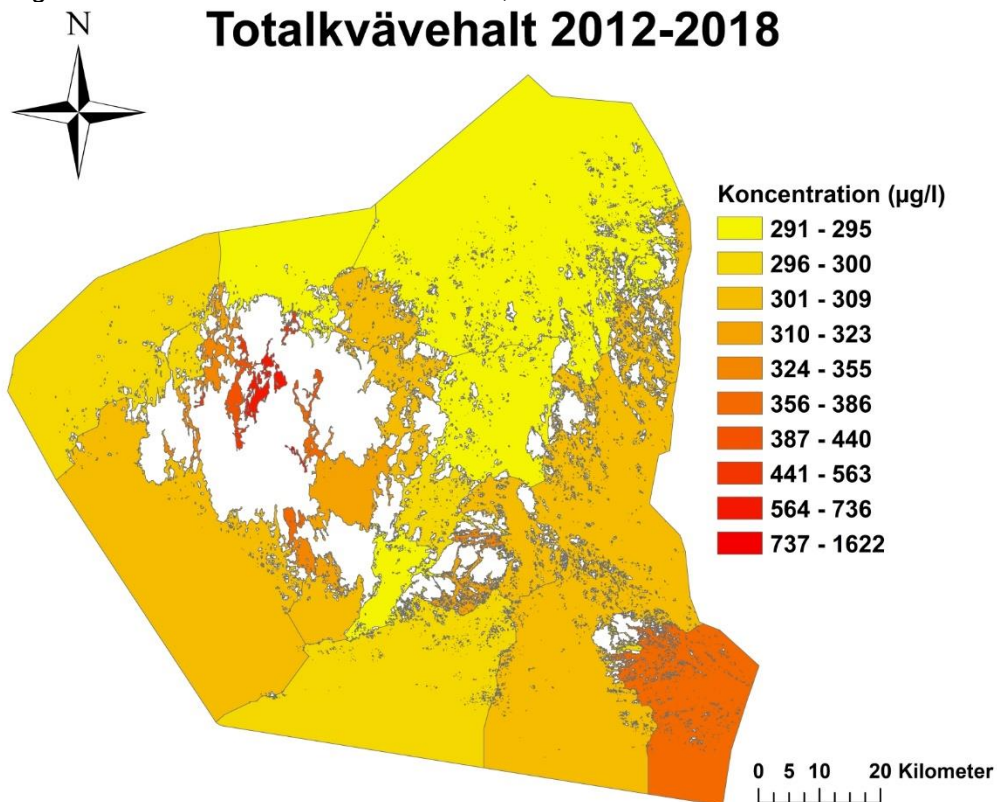 Totalkvävehalt 2012-2018
N
Koncentration (µg/l)
291 - 295
296 - 300
301 - 309
310 - 323
324 - 355
356 - 386
387 - 440
441 - 563
564 - 736
737 - 1622
0 5 10 20 Kilometer